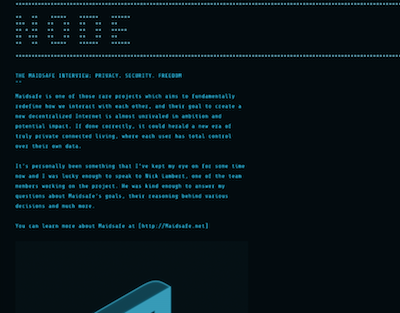 NODE
THE MAIDSAFE INTERVIEW: PRIVACY. SECURITY. FREEDOM
Maidsafe is one of those rare projects which aims to fundamentally
redefine how we interact with each other, and their goal to create a
new decentralized Internet is almost unrivaled in ambition and
potential impact. If done correctly, it could herald a new era of
truly private connected living, where each user has total control
over their own data.
It's personally been something that I've kept my eye on for some time
now and I was lucky enough to speak to Nick Lambert, one of the team
members working on the project. He was kind enough to answer my
questions about Maidsafe's goals, their reasoning behind various
decisions and much more.
You can learn more about Maidsafe at [http://Maidsafe.net]